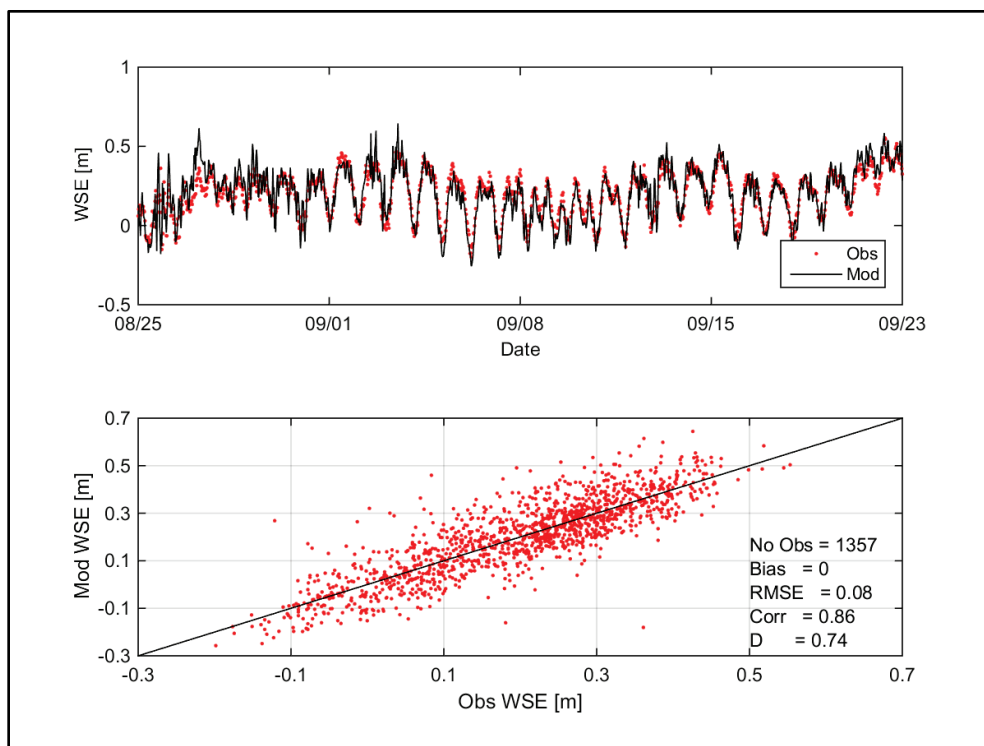 1
0.5
0
-0.5
WSE [m]
Obs
Mod
08/25 09/01 09/08 09/15 09/23
Date
0.7
0.5
0.3
0.1
-0.1
-0.3
Mod WSE [m]
No Obs = 1357
Bias = 0
RMSE = 0.08
Corr = 0.86
D = 0.74
-0.3 -0.1 0.1 0.3 0.5 0.7
Obs WSE [m]